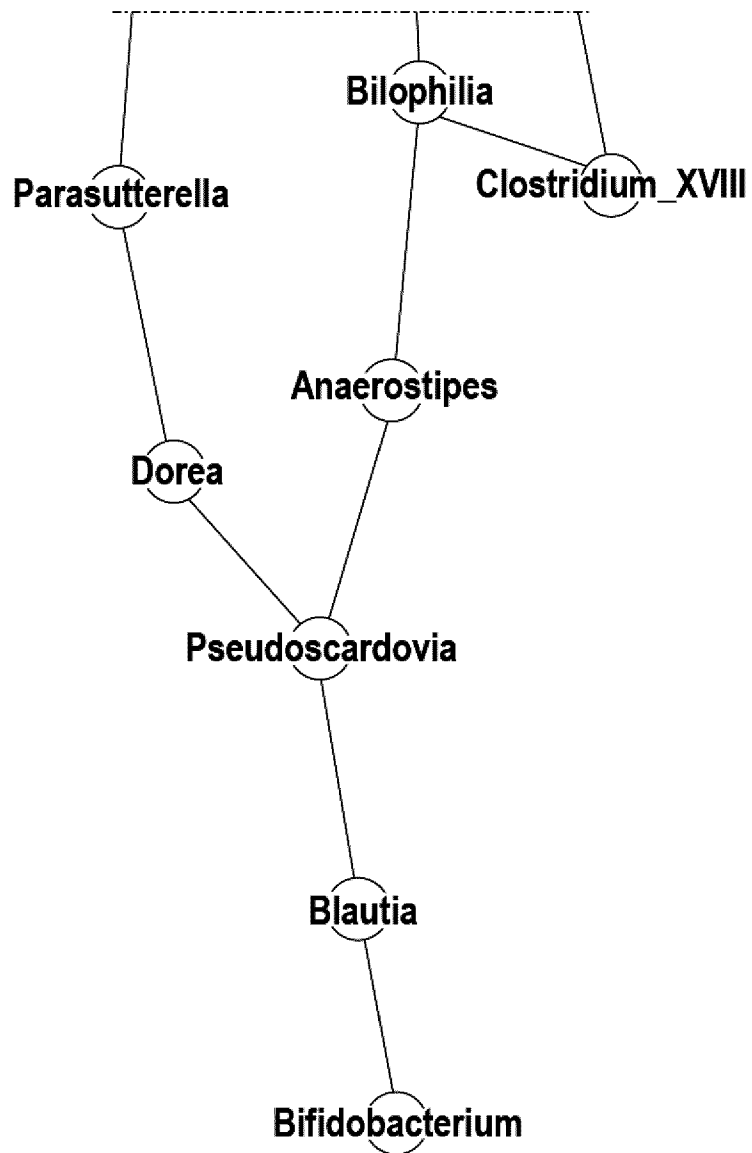 Bilophilia
Parasutterella
Clostridium_XVIII
Anaerostipes
Dorea
Pseudoscardovia
Blautia
Bifidobacterium